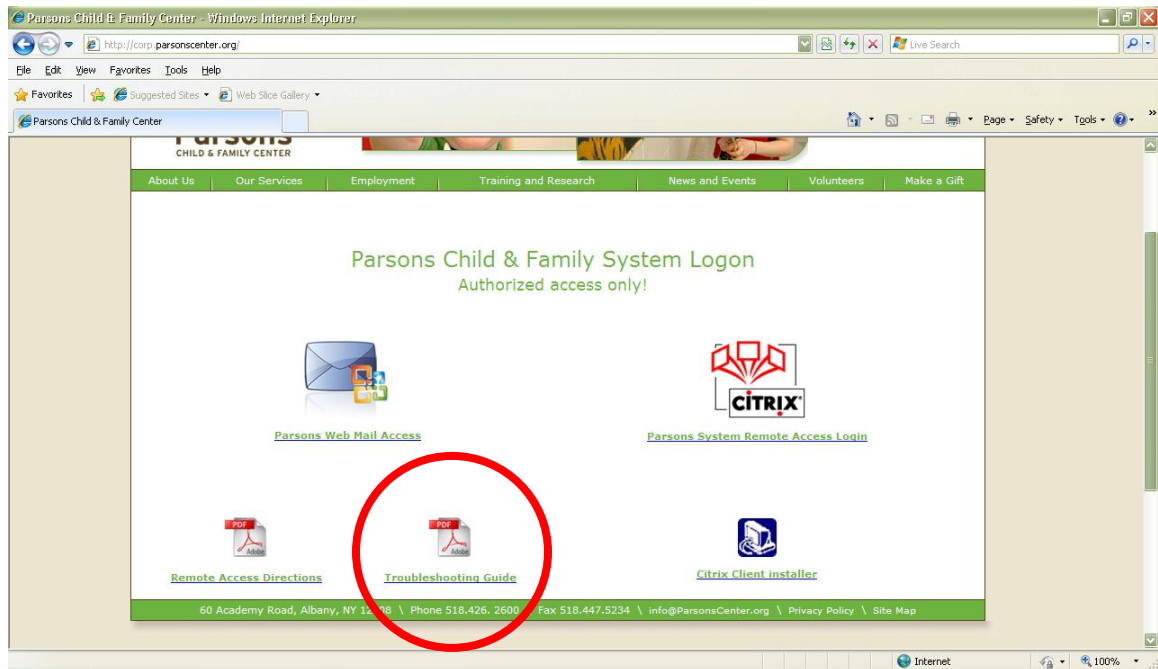 Parsons Child & Family Center - Windows Internet Explorer
http://corp.parsonscenter.org/
Live Search
File Edit View Favorites Tools Help
Favorites Suggested Sites Web Slice Gallery
Parsons Child & Family Center
Page Safety Tools »
Parsons
CHILD & FAMILY CENTER
About Us Our Services Employment Training and Research News and Events Volunteers Make a Gift
Parsons Child & Family System Logon
Authorized access only!
CITRIX
Parsons Web Mail Access
Parsons System Remote Access Login
PDF Adobe
PDF Adobe
Remote Access Directions
Troubleshooting Guide
Citrix Client installer
60 Academy Road, Albany, NY \ Phone 518.426. 2600 Fax 518.447.5234 \ info@ParsonsCenter.org \ Privacy Policy \ Site Map
Internet 100%